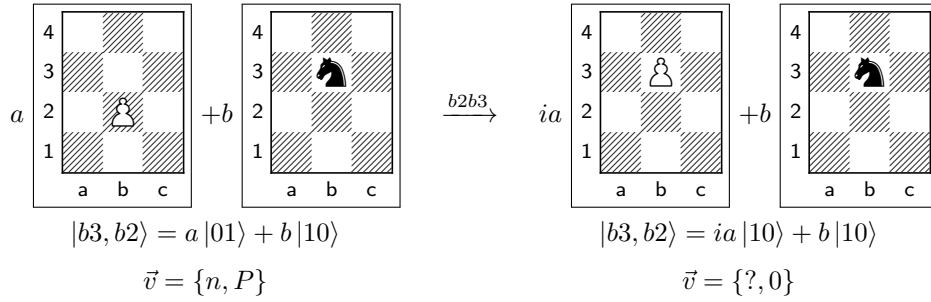 4
3
2
1
a b c
a
4
3
2
1
a b c
+b
b2b3
4
3
2
1
a b c
ia
4
3
2
1
a b c
+b
|b3, b2⟩ = a |01⟩ + b |10⟩
|b3, b2⟩ = ia |10⟩ + b |10⟩
v⃗ = {n, P}
v⃗ = {?, 0}